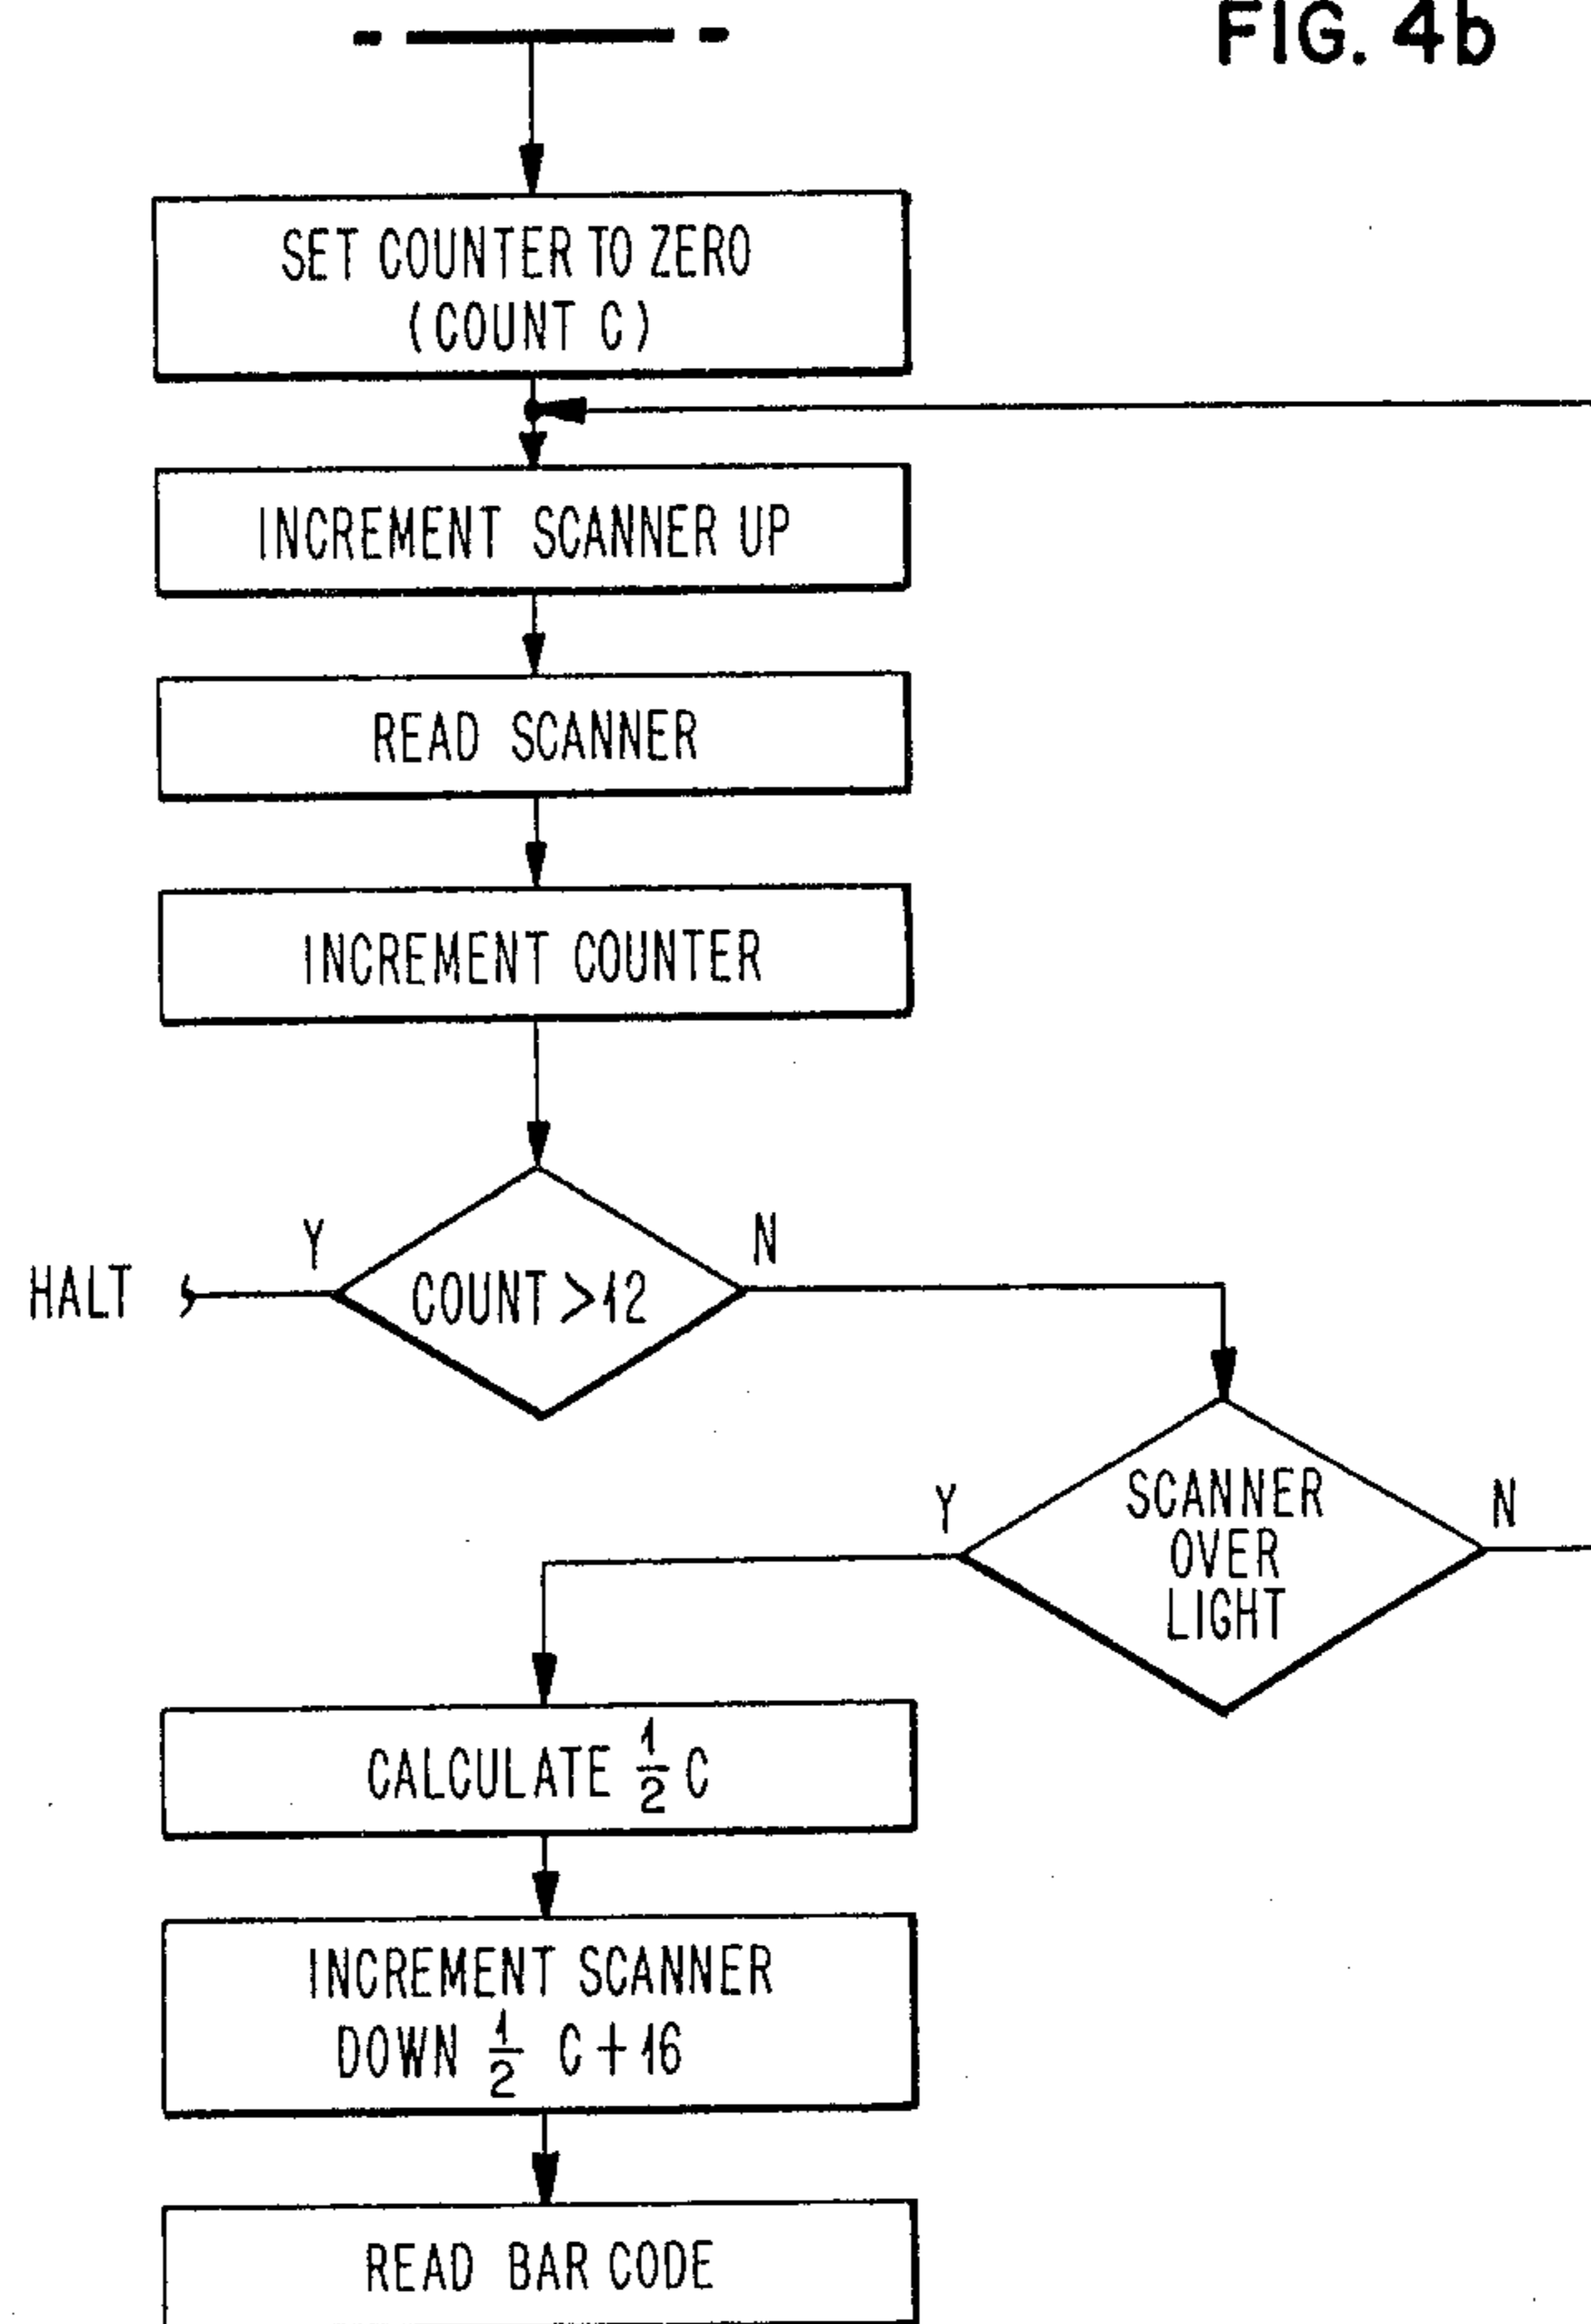 FIG. 4b
SET COUNTER TO ZERO
(COUNT C)
INCREMENT SCANNER UP
READ SCANNER
INCREMENT COUNTER
HALT
Y
COUNT >12
N
Y
SCANNER
OVER
LIGHT
N
CALCULATE 1/2 C
INCREMENT SCANNER
DOWN 1/2 C+16
READ BAR CODE